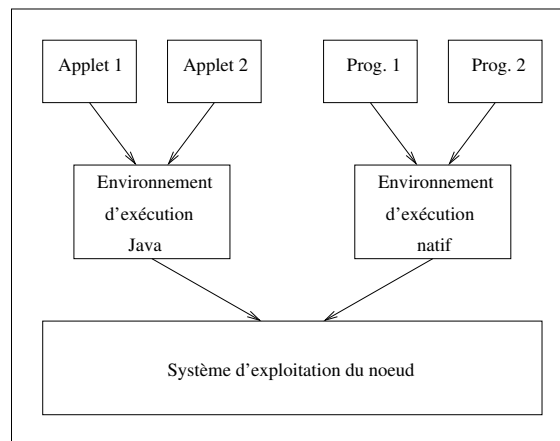 Applet 1
Applet 2
Prog. 1
Prog. 2
Environnement
d'exécution
Java
Environnement
d'exécution
natif
Système d'exploitation du noeud